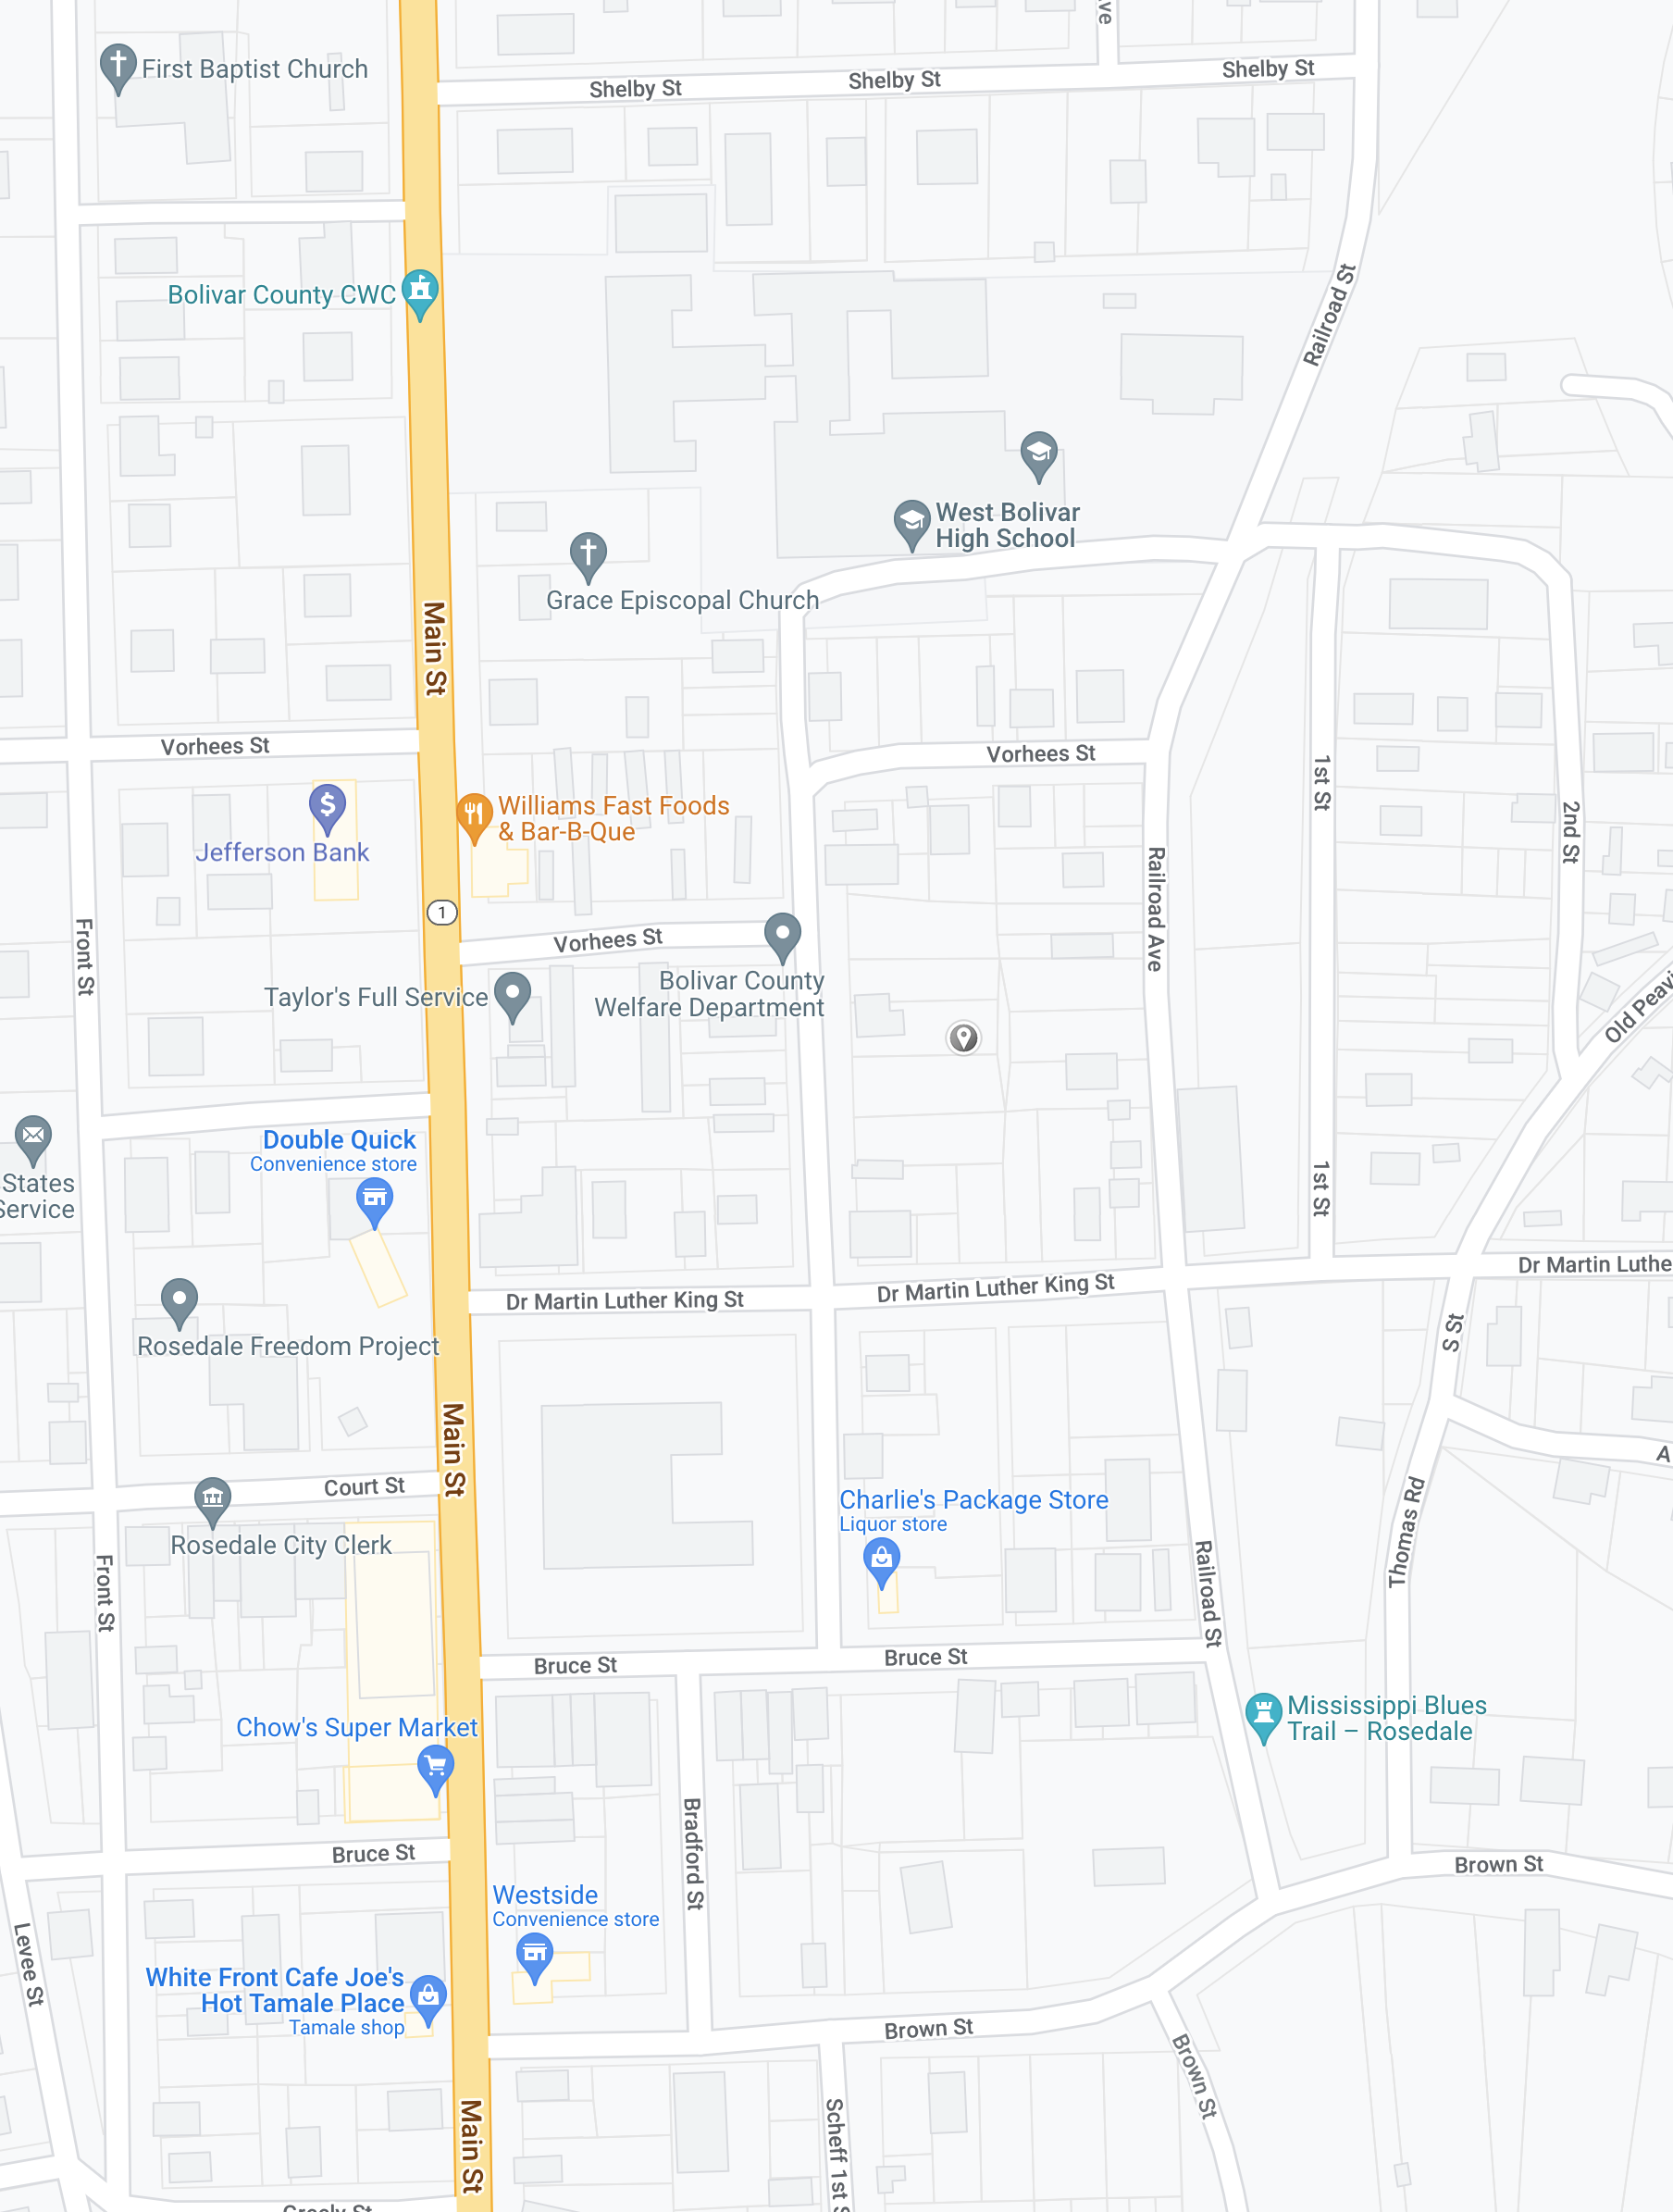 Ave
First Baptist Church
Shelby St
Shelby St
Shelby St
Bolivar County CWC
Railroad St
West Bolivar
High School
Grace Episcopal Church
Main St
Vorhees St
Vorhees St
1st St
2nd St
Williams Fast Foods
& Bar-B-Que
Jefferson Bank
Railroad Ave
1
Front St
Vorhees St
Taylor's Full Service
Bolivar County
Welfare Department
Old Peavi
Double Quick
Convenience store
States
Service
1st St
Dr Martin Luther King St
Dr Martin Luther King St
Dr Martin Luthe
Rosedale Freedom Project
S St
Main St
A
Court St
Charlie's Package Store
Liquor store
Rosedale City Clerk
Thomas Rd
Front St
Railroad St
Bruce St
Bruce St
Mississippi Blues
Trail – Rosedale
Chow's Super Market
Bradford St
Bruce St
Brown St
Westside
Convenience store
Levee St
White Front Cafe Joe's
Hot Tamale Place
Tamale shop
Brown St
Brown St
Main St
Scheff 1st S